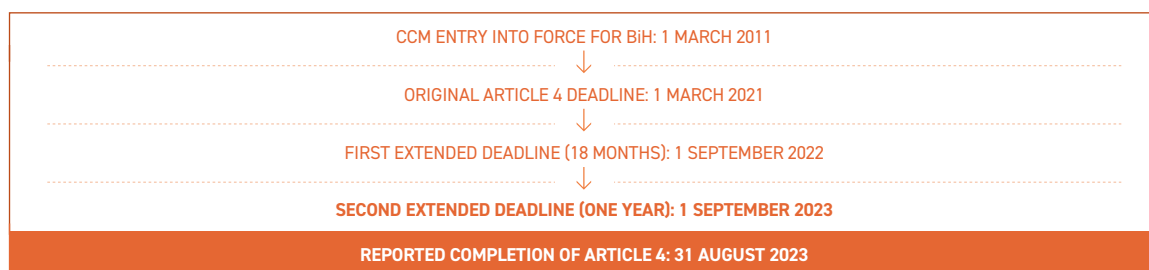 CCM ENTRY INTO FORCE FOR BiH: 1 MARCH 2011
ORIGINAL ARTICLE 4 DEADLINE: 1 MARCH 2021
FIRST EXTENDED DEADLINE (18 MONTHS): 1 SEPTEMBER 2022
SECOND EXTENDED DEADLINE (ONE YEAR): 1 SEPTEMBER 2023
REPORTED COMPLETION OF ARTICLE 4: 31 AUGUST 2023